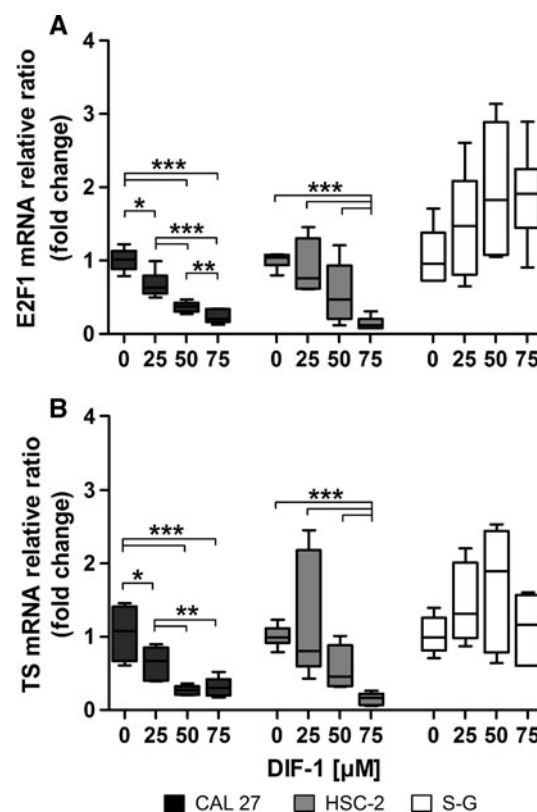 A
E2F1 mRNA relative ratio
(fold change)
4
3
2
1
0
***
*
***
**
***
0 25 50 75 0 25 50 75 0 25 50 75
B
TS mRNA relative ratio
(fold change)
4
3
2
1
0
***
*
**
***
0 25 50 75 0 25 50 75 0 25 50 75
DIF-1 [µM]
CAL 27 HSC-2 S-G